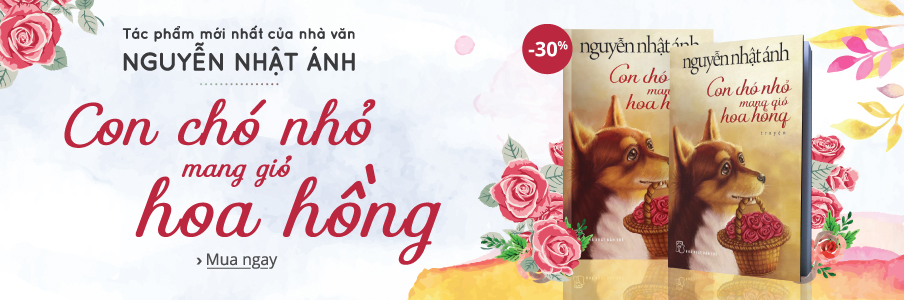 Tác phẩm mới nhất của nhà văn
NGUYỄN NHẬT ÁNH
Con chó nhỏ
mang giỏ
hoa hồng
› Mua ngay
-30%
nguyễn nhật ánh
Con chó nhỏ
mang giỏ
hoa hồng
nguyễn nhật ánh
Con chó nhỏ
mang giỏ
hoa hồng
truyện